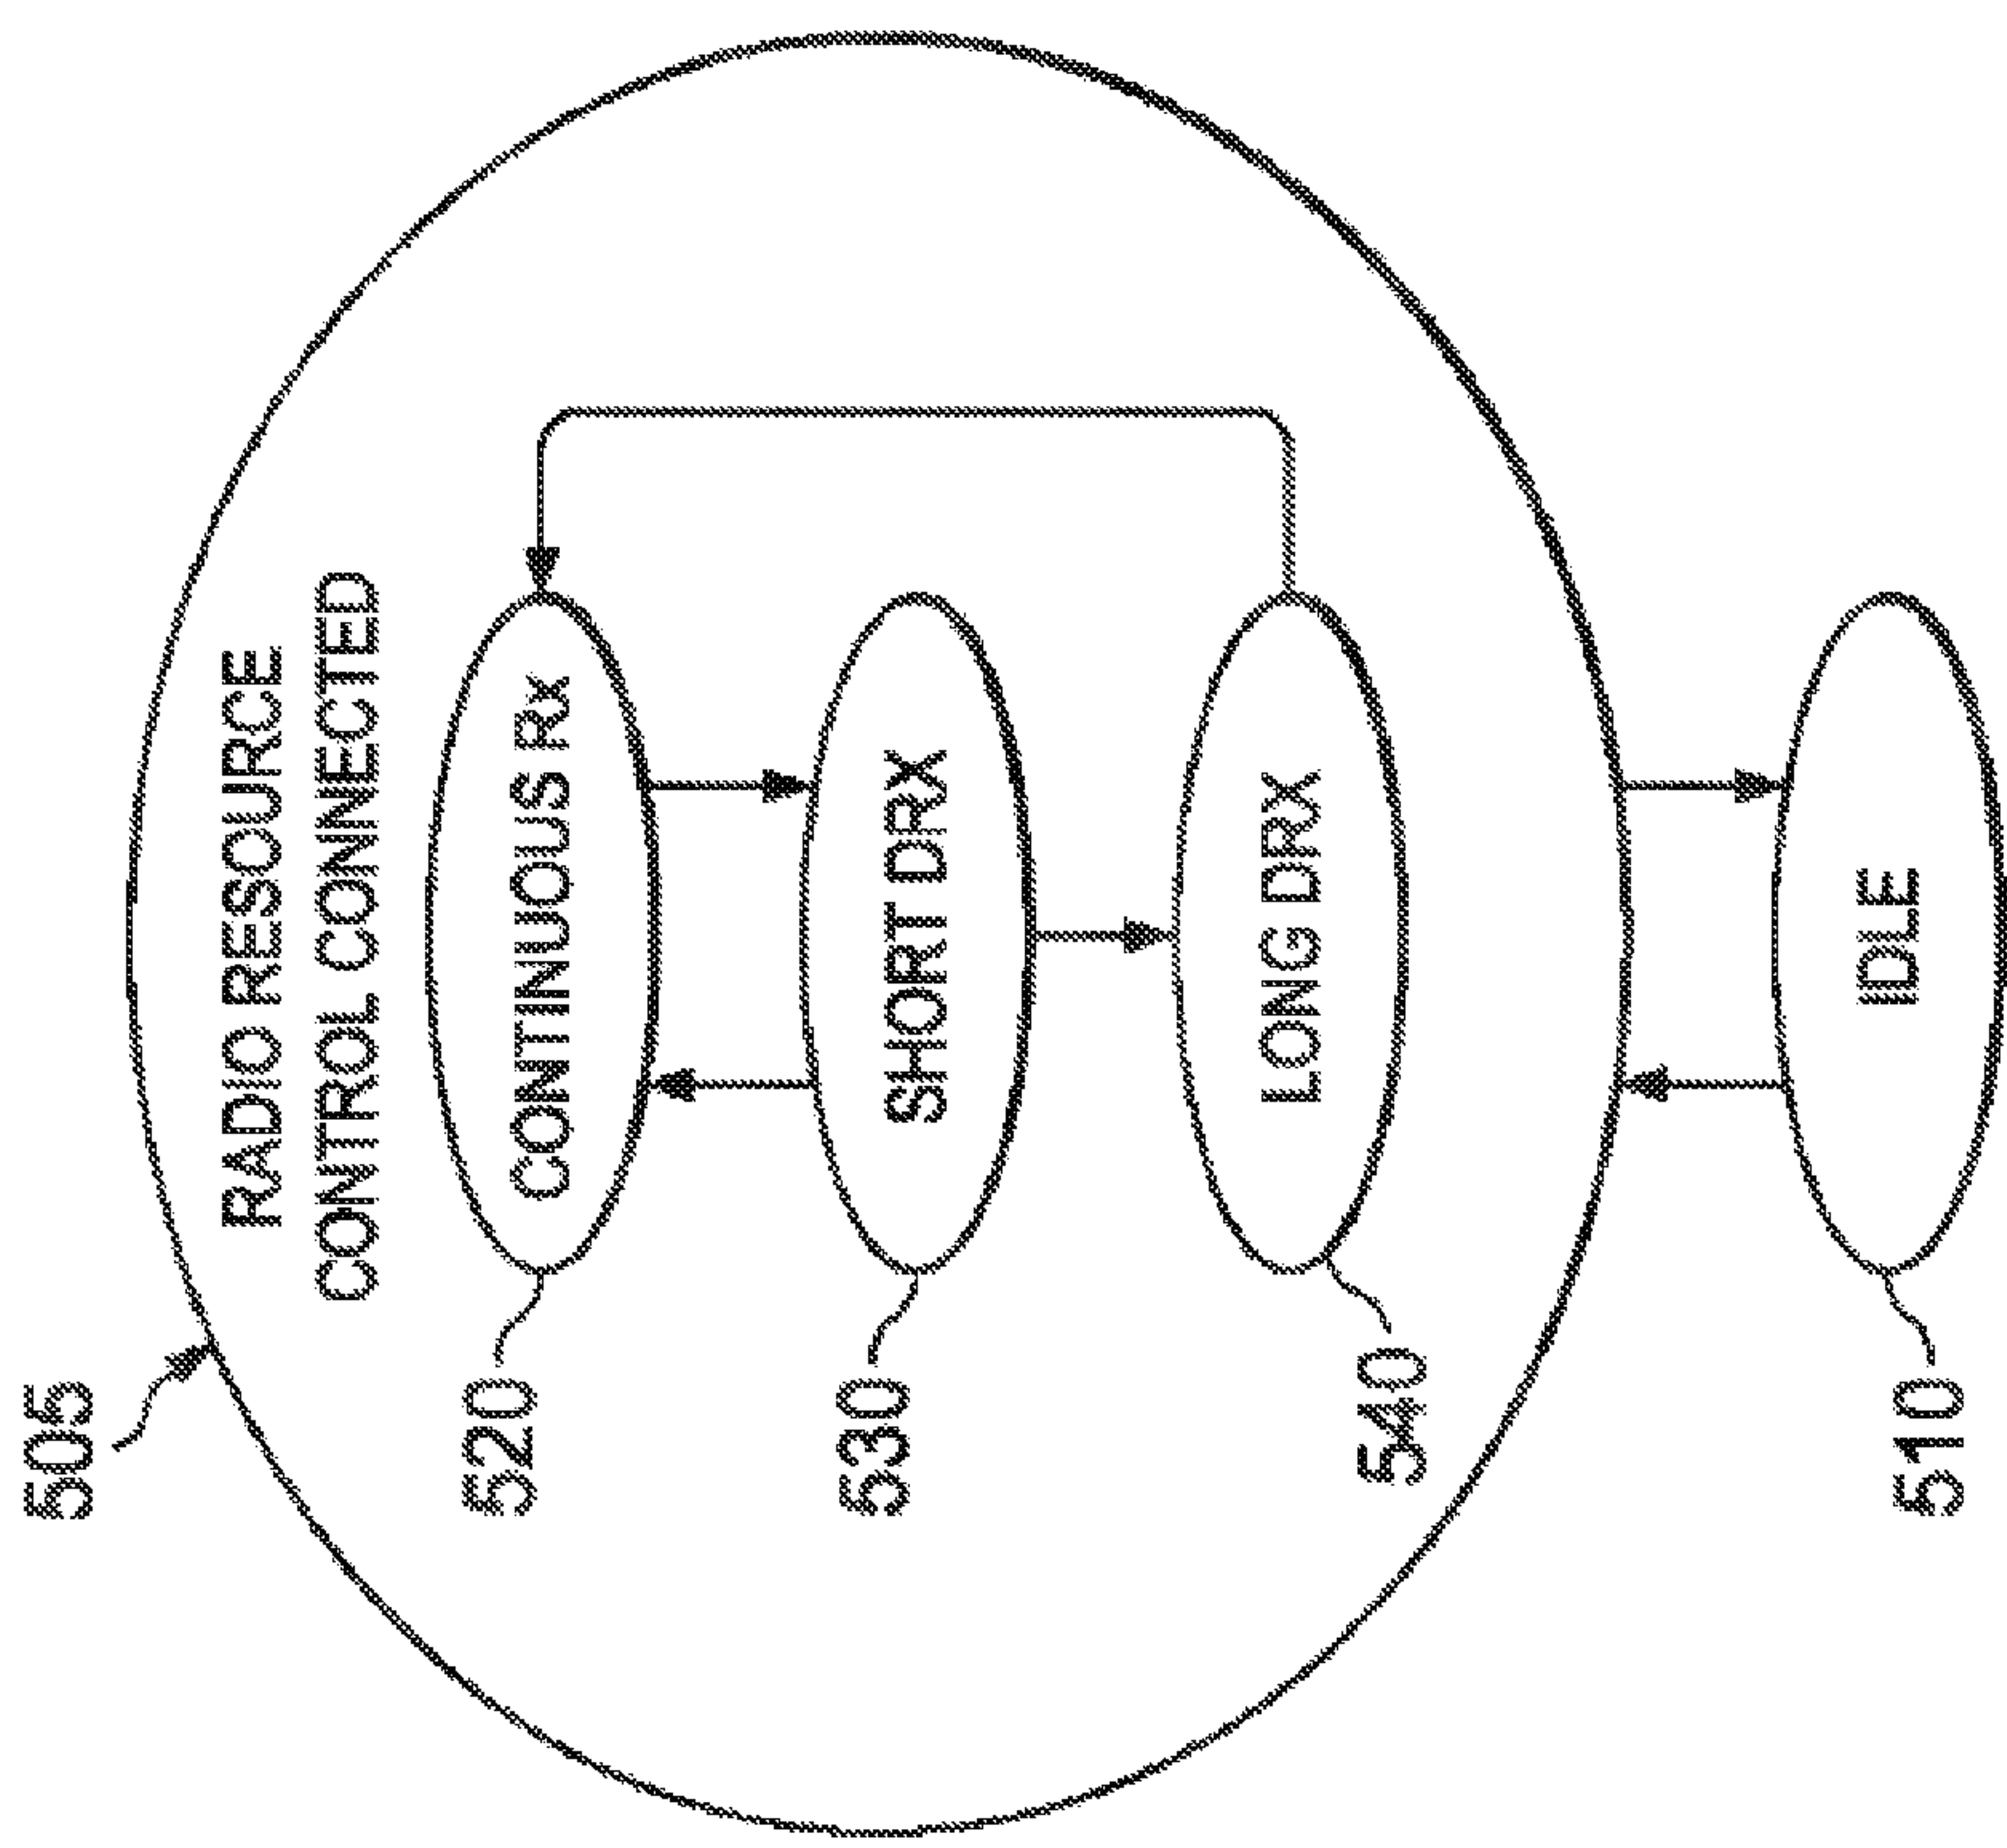 505
RADIO RESOURCE
CONTROL CONNECTED
520
CONTINUOUS Rx
530
SHORT DRX
540
LONG DRX
510
IDLE